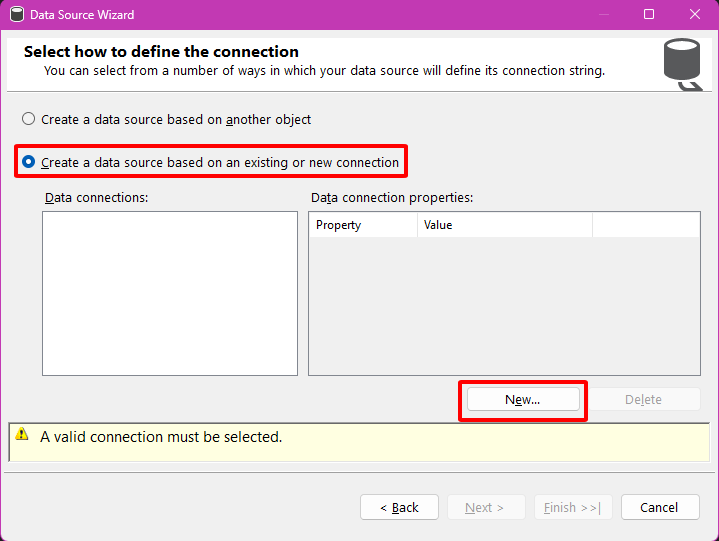 Data Source Wizard
Select how to define the connection
You can select from a number of ways in which your data source will define its connection string.
Create a data source based on another object
Create a data source based on an existing or new connection
Data connections:
Data connection properties:
Property Value
New... Delete
A valid connection must be selected.
< Back Next > Finish >>| Cancel